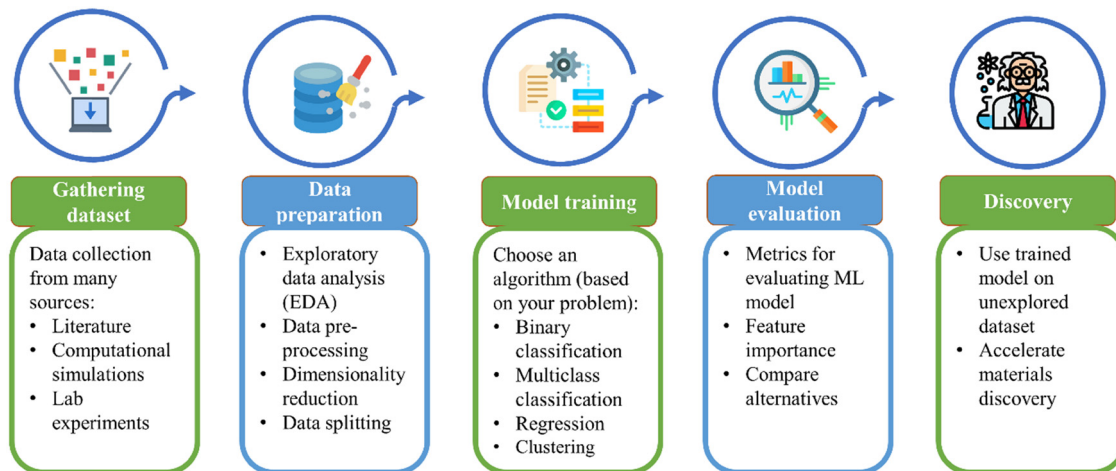 Gathering
dataset
Data collection
from many
sources:
• Literature
• Computational
simulations
• Lab
experiments
Data
preparation
• Exploratory
data analysis
(EDA)
• Data pre-
processing
• Dimensionality
reduction
• Data splitting
Model training
Choose an
algorithm (based
on your problem):
• Binary
classification
• Multiclass
classification
• Regression
• Clustering
Model
evaluation
• Metrics for
evaluating ML
model
• Feature
importance
• Compare
alternatives
Discovery
• Use trained
model on
unexplored
dataset
• Accelerate
materials
discovery